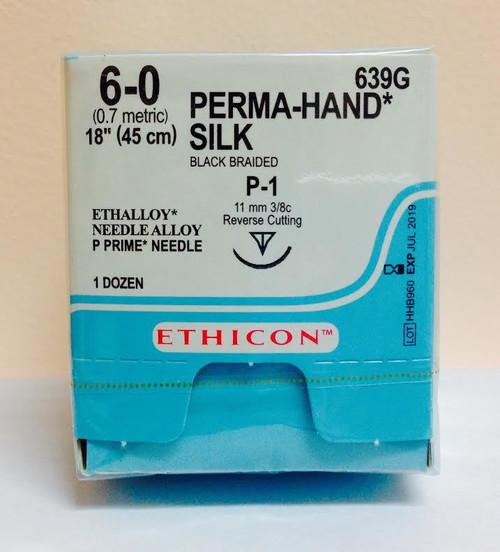 6-0
(0.7 metric)
18" (45 cm)
639G
PERMA-HAND*
SILK
BLACK BRAIDED
P-1
11 mm 3/8c
Reverse Cutting
ETHALLOY*
NEEDLE ALLOY
P PRIME* NEEDLE
1 DOZEN
LOT HHB960 EXP JUL 2019
ETHICON™